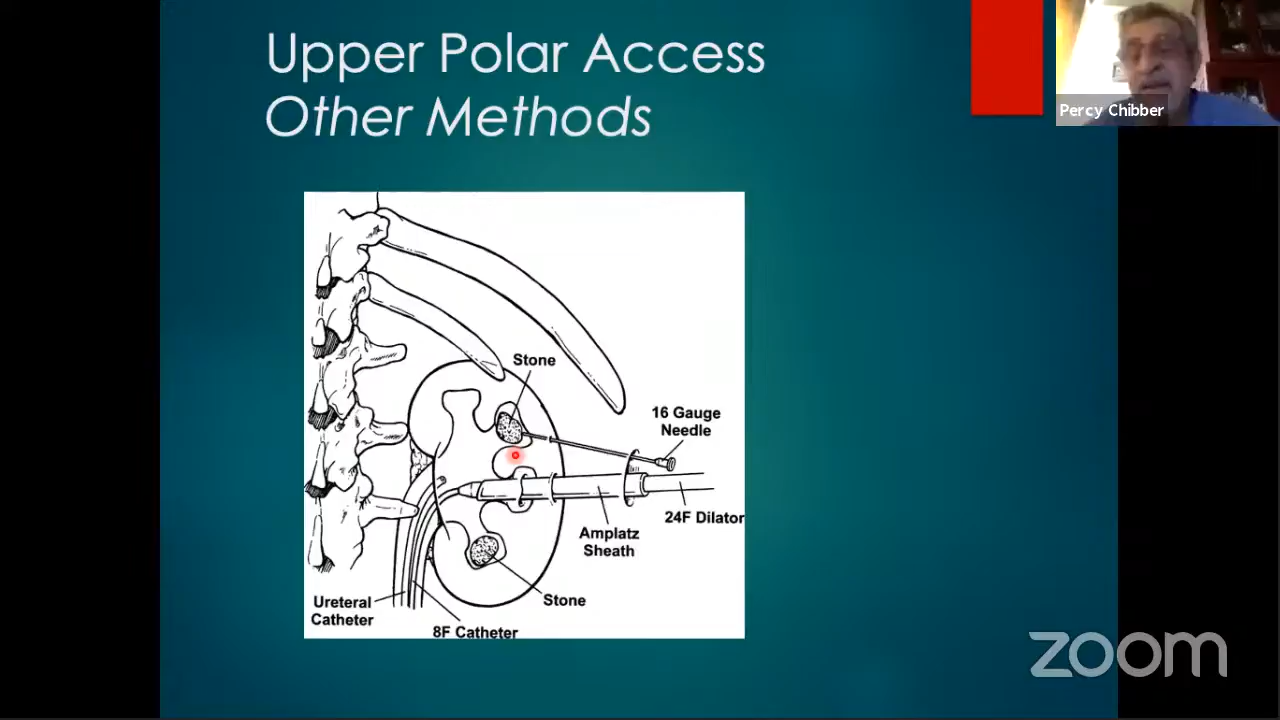 Upper Polar Access
Other Methods
Percy Chibber
Stone
16 Gauge
Needle
24F Dilator
Amplatz
Sheath
Stone
Ureteral
Catheter
8F Catheter
zoom